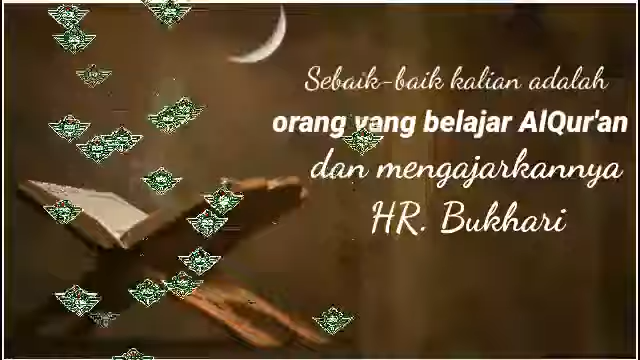 Sebaik-baik kalian adalah
orang yang belajar AlQur'an
dan mengajarkannya
HR. Bukhari